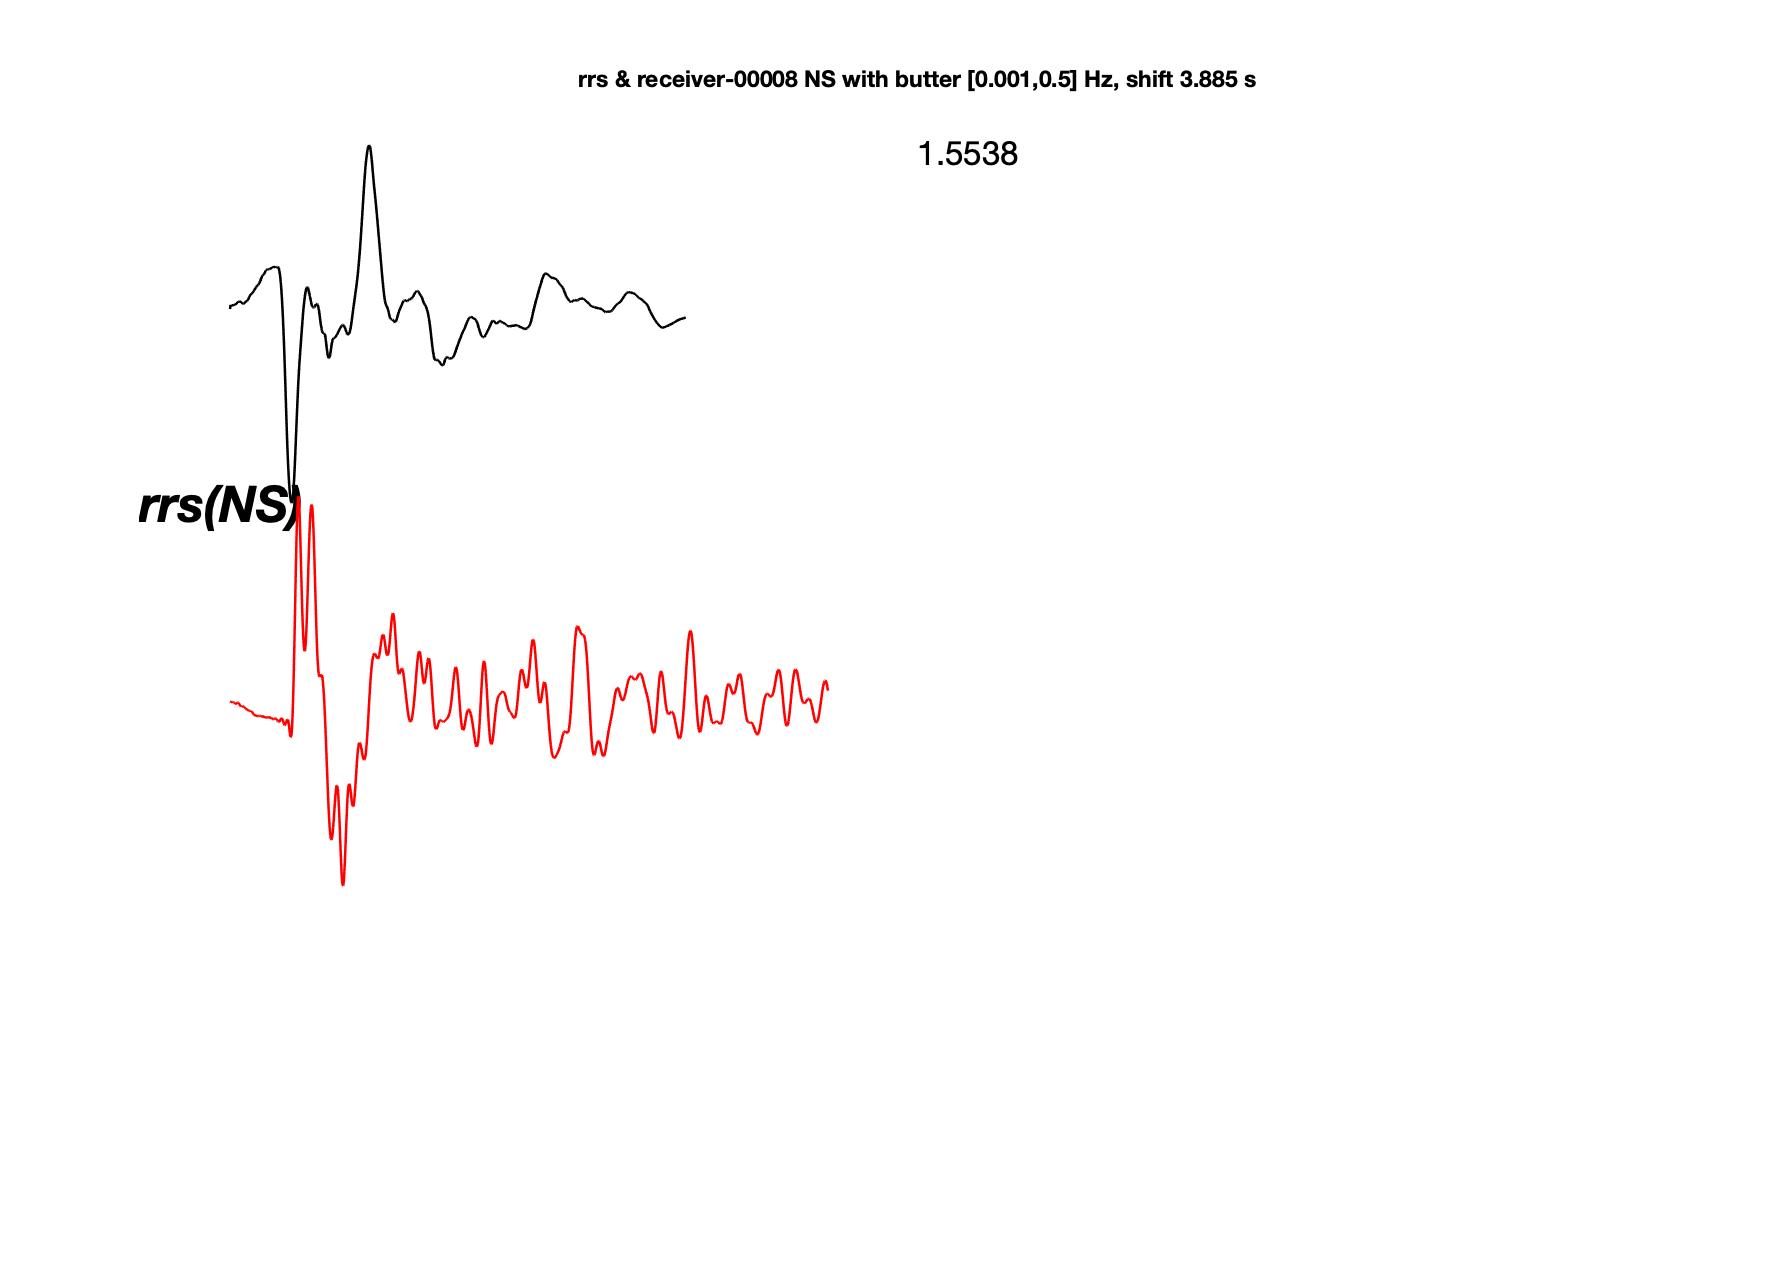 rrs & receiver-00008 NS with butter [0.001,0.5] Hz, shift 3.885 s
1.5538
rrs(NS)